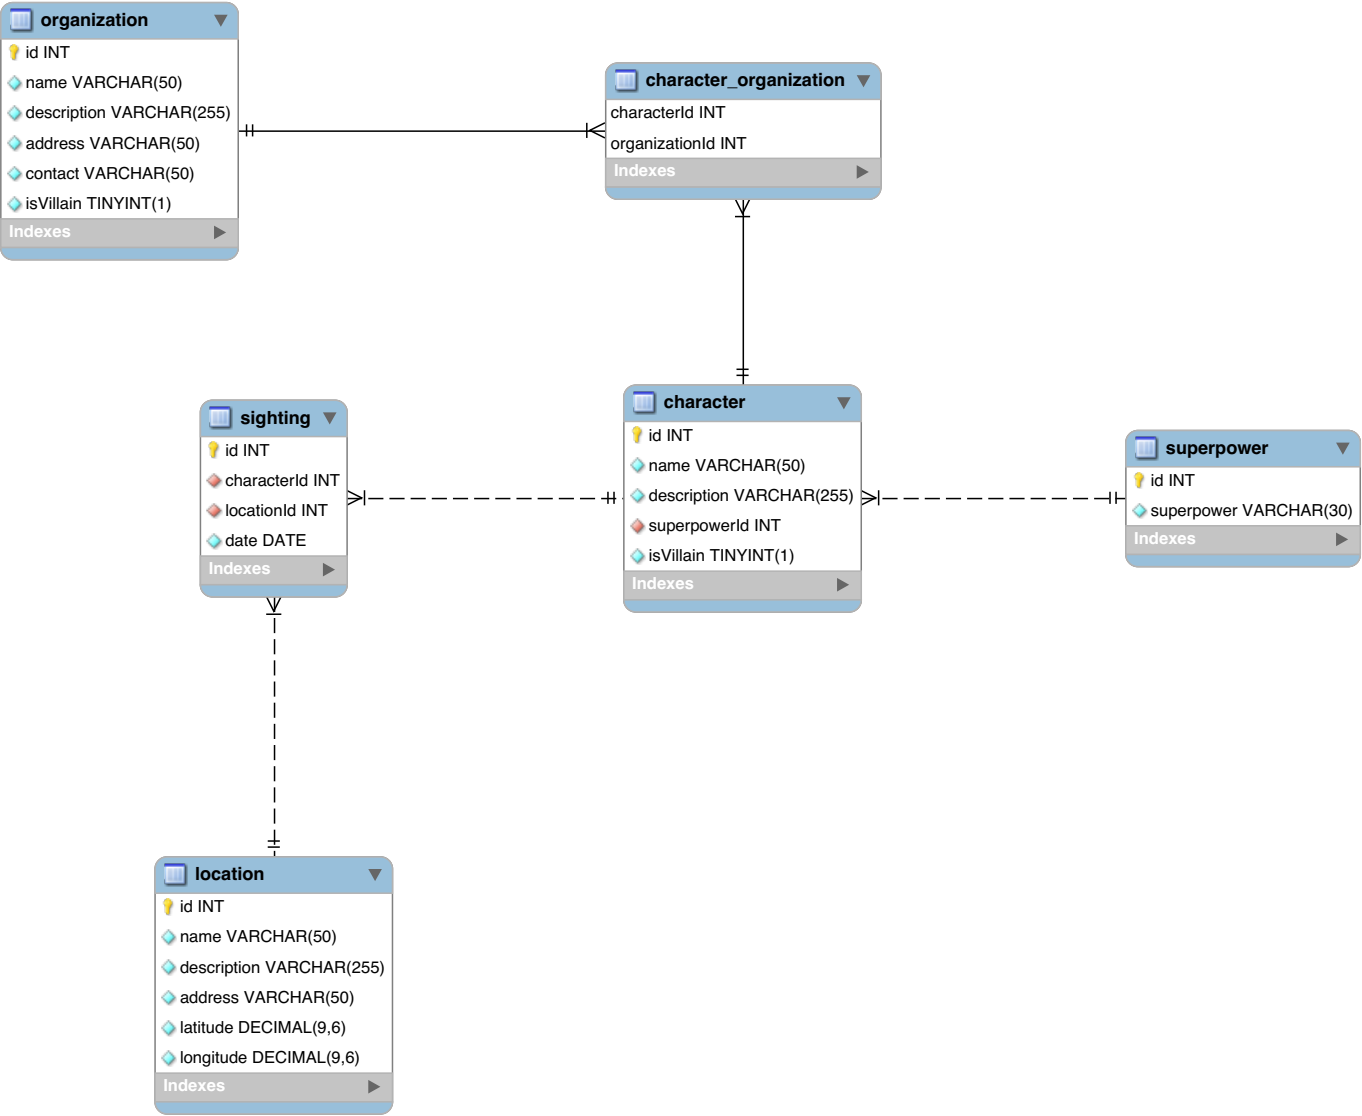 organization
id INT
name VARCHAR(50)
description VARCHAR(255)
address VARCHAR(50)
contact VARCHAR(50)
isVillain TINYINT(1)
Indexes
character_organization
characterId INT
organizationId INT
Indexes
sighting
id INT
characterId INT
locationId INT
date DATE
Indexes
character
id INT
name VARCHAR(50)
description VARCHAR(255)
superpowerId INT
isVillain TINYINT(1)
Indexes
superpower
id INT
superpower VARCHAR(30)
Indexes
location
id INT
name VARCHAR(50)
description VARCHAR(255)
address VARCHAR(50)
latitude DECIMAL(9,6)
longitude DECIMAL(9,6)
Indexes